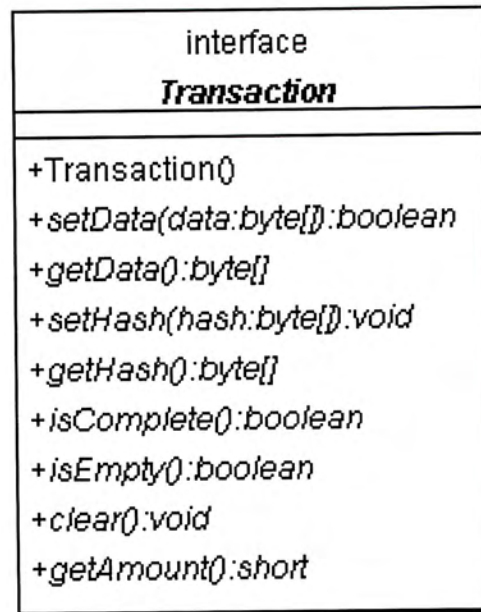 interface
Transaction
+Transaction()
+setData(data:byte[]):boolean
+getData():byte[]
+setHash(hash:byte[]):void
+getHash():byte[]
+isComplete():boolean
+isEmpty():boolean
+clear():void
+getAmount():short